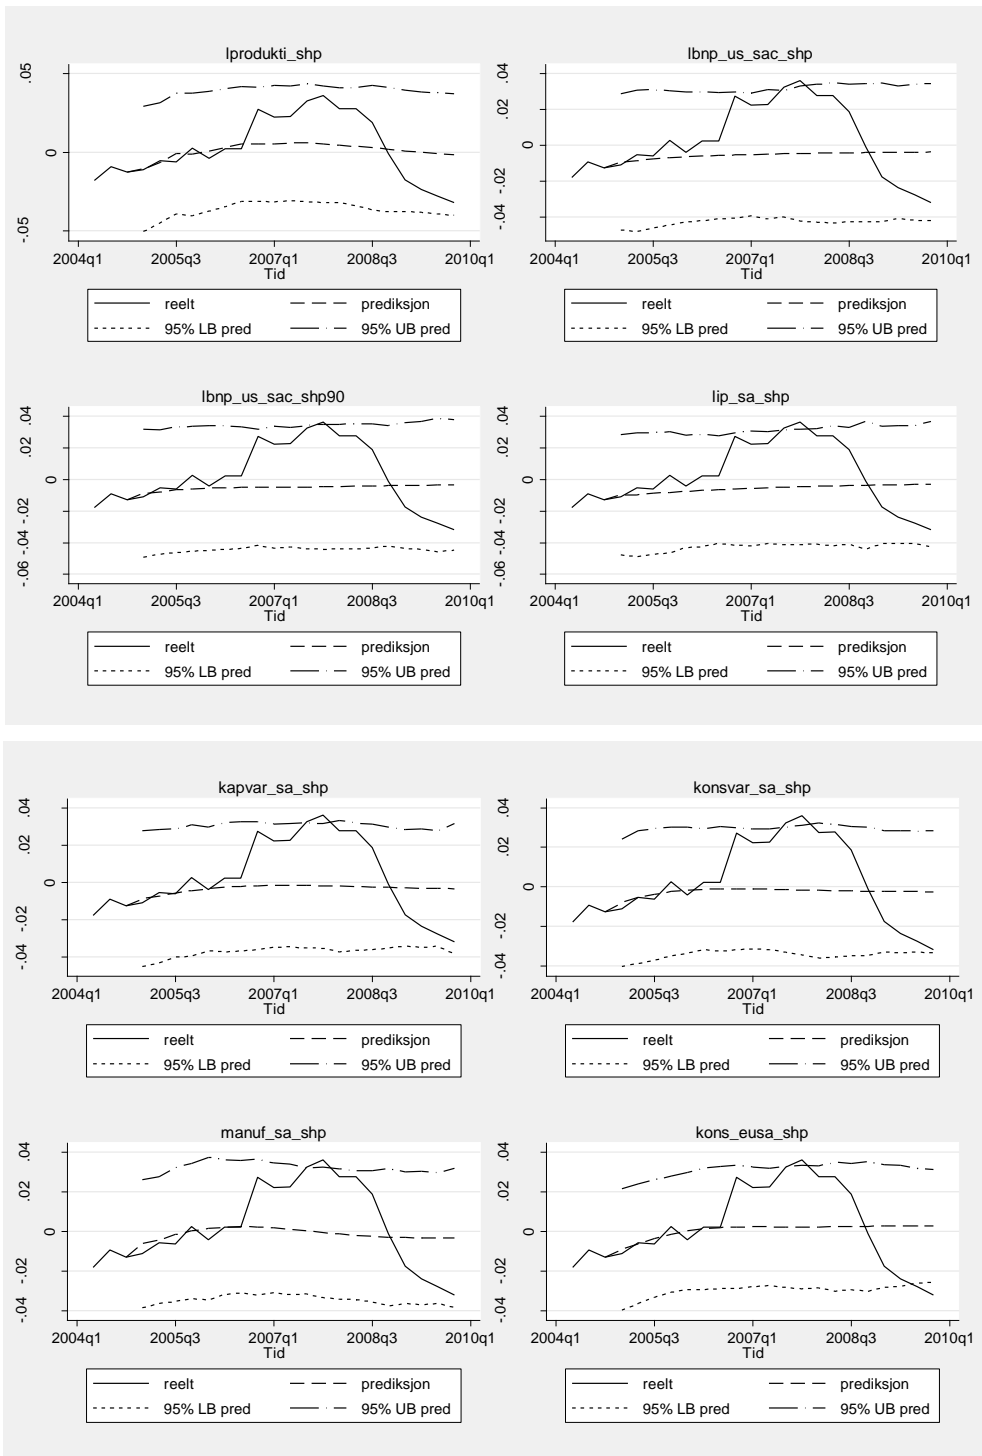 lprodukti_shp
.05
0
-.05
2004q1 2005q3 2007q1 2008q3 2010q1
Tid
reelt prediksjon
95% LB pred 95% UB pred
lbnp_us_sac_shp
.04
.02
0
-.02
-.04
2004q1 2005q3 2007q1 2008q3 2010q1
Tid
reelt prediksjon
95% LB pred 95% UB pred
lbnp_us_sac_shp90
.04
.02
0
-.02
-.04
-.06
2004q1 2005q3 2007q1 2008q3 2010q1
Tid
reelt prediksjon
95% LB pred 95% UB pred
lip_sa_shp
.04
.02
0
-.02
-.04
-.06
2004q1 2005q3 2007q1 2008q3 2010q1
Tid
reelt prediksjon
95% LB pred 95% UB pred
kapvar_sa_shp
.04
.02
0
-.02
-.04
2004q1 2005q3 2007q1 2008q3 2010q1
Tid
reelt prediksjon
95% LB pred 95% UB pred
konsvar_sa_shp
.04
.02
0
-.02
-.04
2004q1 2005q3 2007q1 2008q3 2010q1
Tid
reelt prediksjon
95% LB pred 95% UB pred
manuf_sa_shp
.04
.02
0
-.02
-.04
2004q1 2005q3 2007q1 2008q3 2010q1
Tid
reelt prediksjon
95% LB pred 95% UB pred
kons_eusa_shp
.04
.02
0
-.02
-.04
2004q1 2005q3 2007q1 2008q3 2010q1
Tid
reelt prediksjon
95% LB pred 95% UB pred